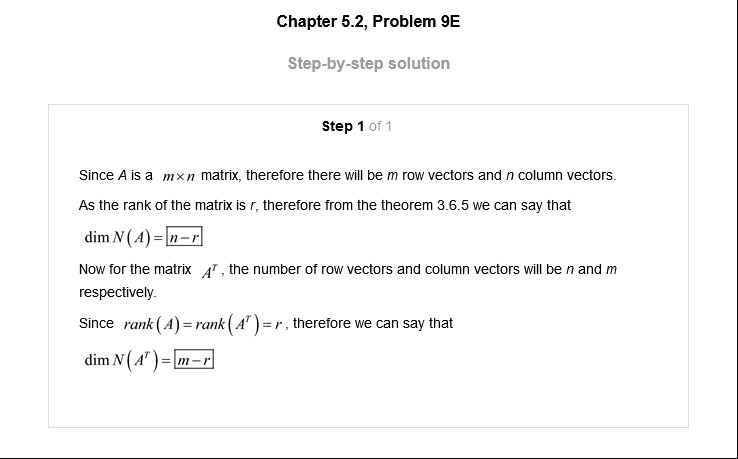 Chapter 5.2, Problem 9E
Step-by-step solution
Step 1 of 1
Since A is a m×n matrix, therefore there will be m row vectors and n column vectors.
As the rank of the matrix is r, therefore from the theorem 3.6.5 we can say that
dim N(A) = n−r
Now for the matrix Aᵀ, the number of row vectors and column vectors will be n and m
respectively.
Since rank(A) = rank(Aᵀ) = r, therefore we can say that
dim N(Aᵀ) = m−r